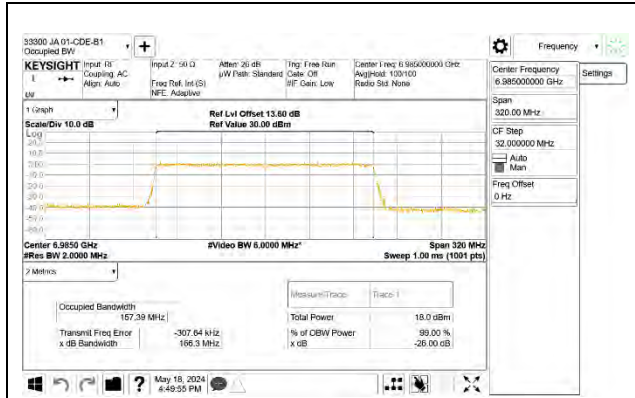 33300 JA 01-CDE-B1
Occupied BW
Frequency
KEYSIGHT
Input: RF
Coupling: AC
Align: Auto
Input Z: 50 Ω
Freq Ref: Int (S)
NFE: Adaptive
Atten: 26 dB
µW Path: Standard
Trig: Free Run
Gate: Off
#IF Gain: Low
Center Freq: 6.985000000 GHz
Avg|Hold: 100/100
Radio Std: None
Center Frequency
6.985000000 GHz
Settings
Span
320.00 MHz
CF Step
32.000000 MHz
Auto
Man
Freq Offset
0 Hz
1 Graph
Scale/Div 10.0 dB
Ref Lvl Offset 13.60 dB
Ref Value 30.00 dBm
Log
Center 6.9850 GHz
#Video BW 6.0000 MHz*
Span 320 MHz
#Res BW 2.0000 MHz
Sweep 1.00 ms (1001 pts)
2 Metrics
Measure Trace
Trace 1
Occupied Bandwidth
157.39 MHz
Total Power
18.0 dBm
Transmit Freq Error
-307.64 kHz
% of OBW Power
99.00 %
x dB Bandwidth
166.3 MHz
x dB
-26.00 dB
?
May 18, 2024
4:49:55 PM